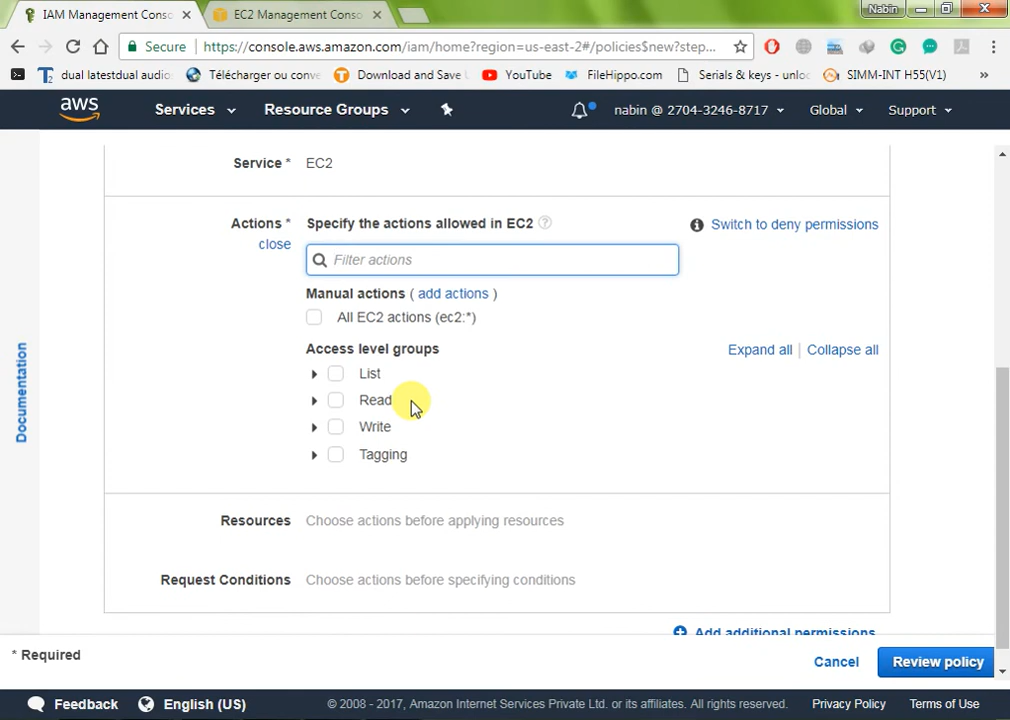 IAM Management Conso
EC2 Management Conso
Nabin
Secure
https://console.aws.amazon.com/iam/home?region=us-east-2#/policies$new?step...
dual latestdual audio
Télécharger ou conve
Download and Save
YouTube
FileHippo.com
Serials & keys - unloc
SIMM-INT H55(V1)
»
aws
Services
Resource Groups
nabin @ 2704-3246-8717
Global
Support
Documentation
Service * EC2
Actions * Specify the actions allowed in EC2 ?
Switch to deny permissions
close
Filter actions
Manual actions ( add actions )
All EC2 actions (ec2:*)
Access level groups
Expand all | Collapse all
List
Read
Write
Tagging
Resources Choose actions before applying resources
Request Conditions Choose actions before specifying conditions
Add additional permissions
* Required
Cancel
Review policy
Feedback
English (US)
© 2008 - 2017, Amazon Internet Services Private Ltd. or its affiliates. All rights reserved.
Privacy Policy
Terms of Use